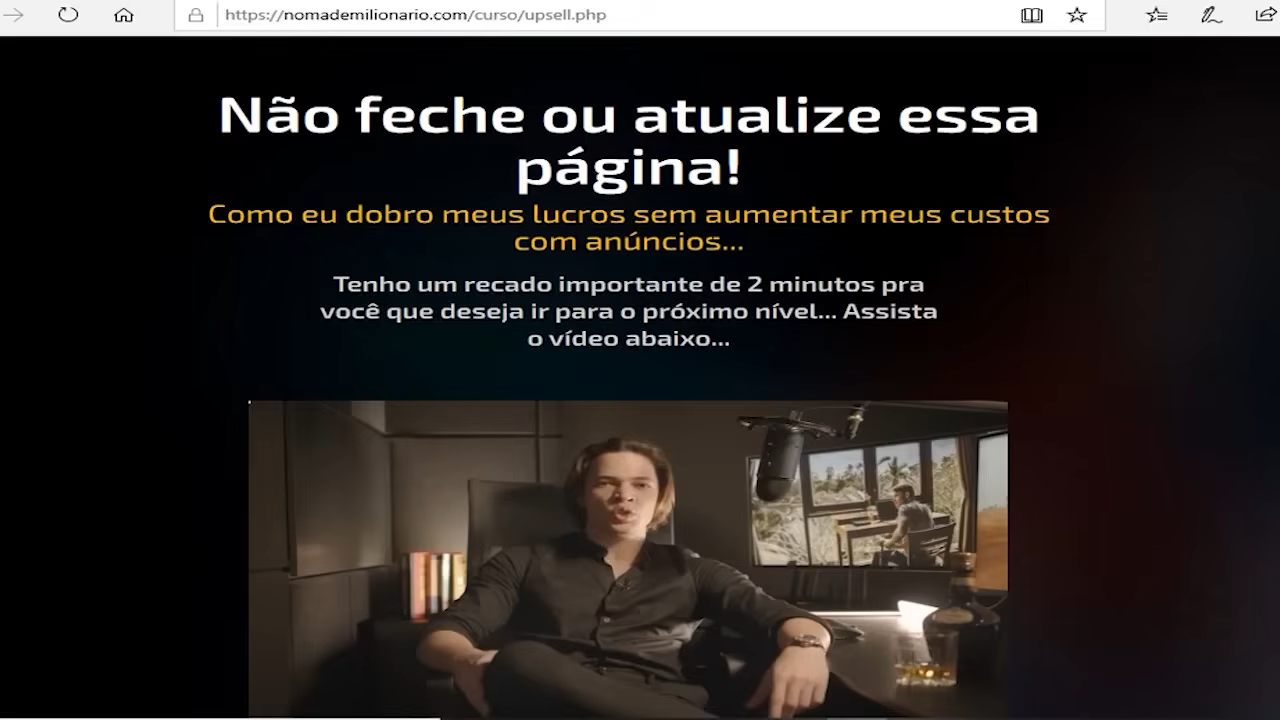 https://nomademilionario.com/curso/upsell.php
Não feche ou atualize essa
página!
Como eu dobro meus lucros sem aumentar meus custos
com anúncios...
Tenho um recado importante de 2 minutos pra
você que deseja ir para o próximo nível... Assista
o vídeo abaixo...